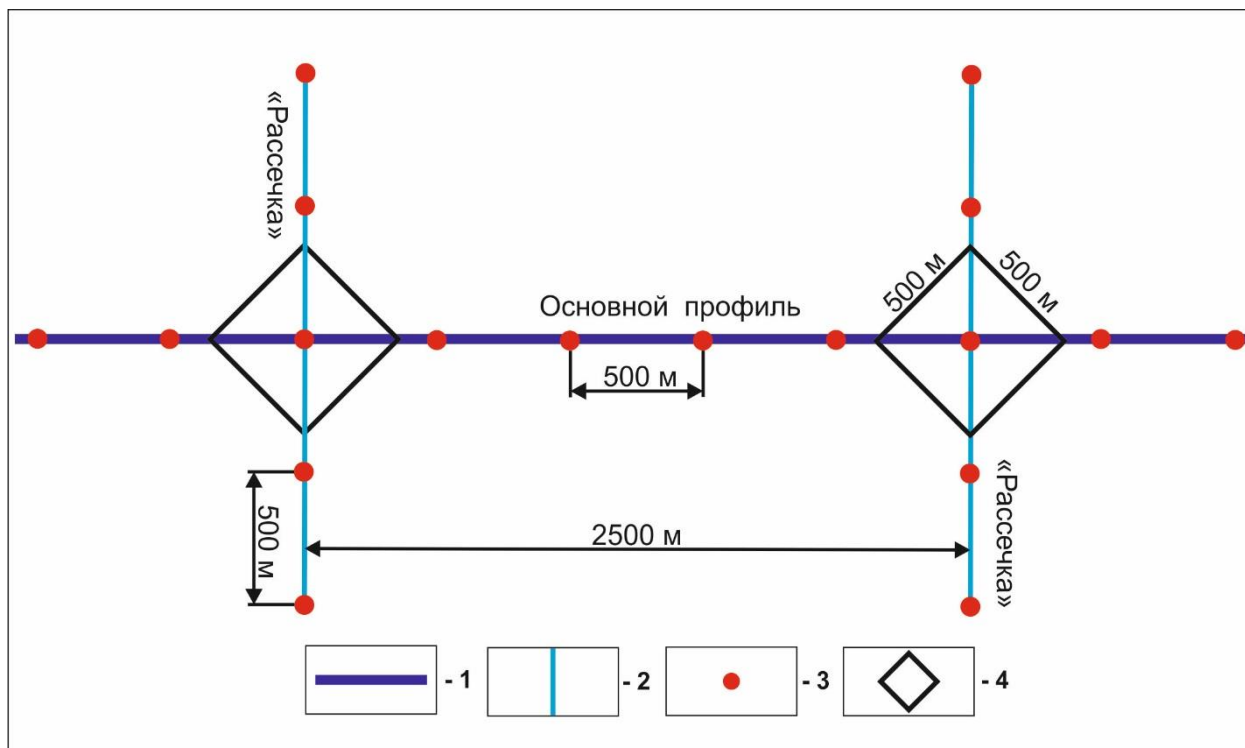 «Рассечка»
500 м
500 м
Основной профиль
500 м
500 м
2500 м
«Рассечка»
- 1
- 2
- 3
- 4